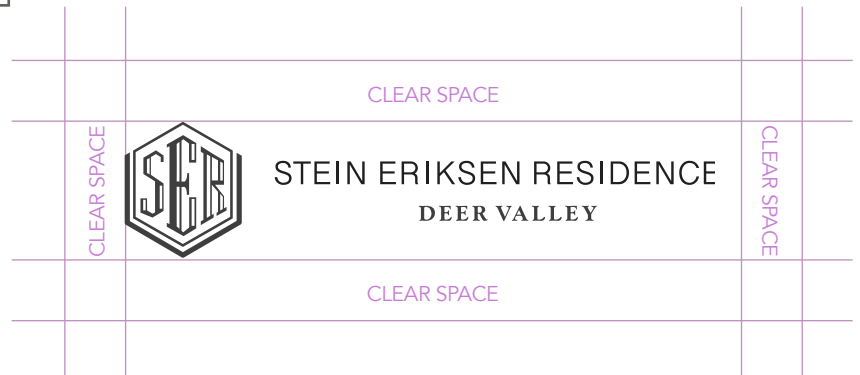 CLEAR SPACE
CLEAR SPACE
SER
STEIN ERIKSEN RESIDENCE
DEER VALLEY
CLEAR SPACE
CLEAR SPACE